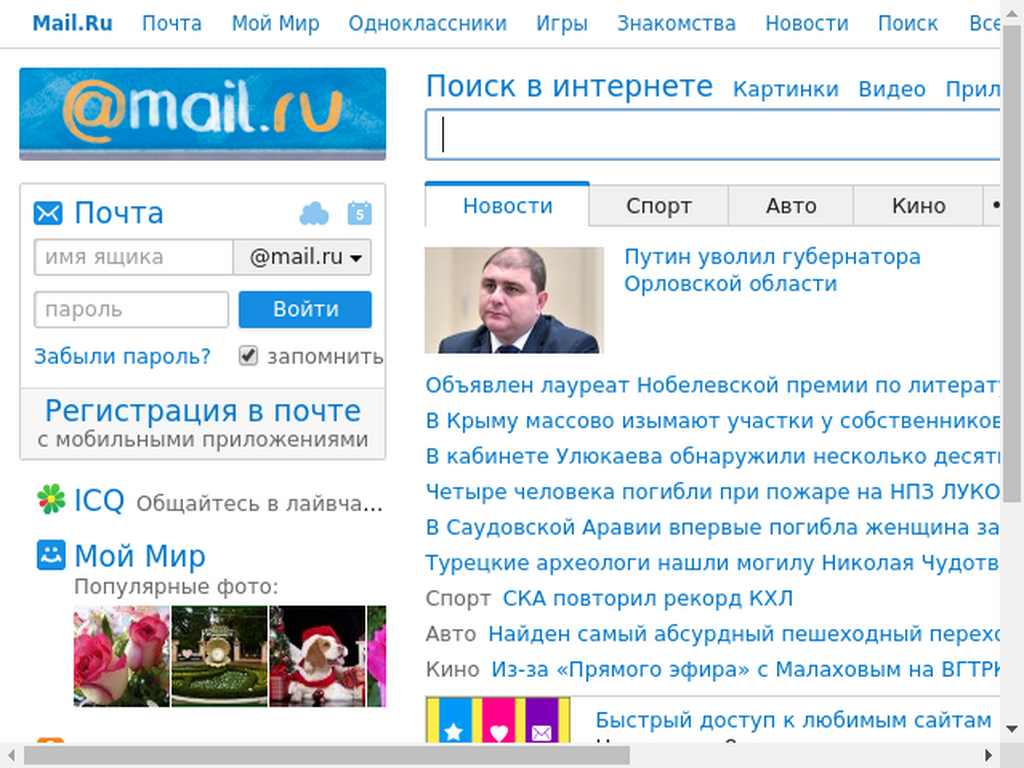 Mail.Ru Почта Мой Мир Одноклассники Игры Знакомства Новости Поиск Все
@mail.ru
Поиск в интернете Картинки Видео Прил
Почта
5
имя ящика @mail.ru
пароль Войти
Забыли пароль? запомнить
Регистрация в почте
с мобильными приложениями
ICQ Общайтесь в лайвча...
Мой Мир
Популярные фото:
Новости Спорт Авто Кино
Путин уволил губернатора
Орловской области
Объявлен лауреат Нобелевской премии по литерат
В Крыму массово изымают участки у собственников
В кабинете Улюкаева обнаружили несколько десят
Четыре человека погибли при пожаре на НПЗ ЛУКО
В Саудовской Аравии впервые погибла женщина за
Турецкие археологи нашли могилу Николая Чудотв
Спорт СКА повторил рекорд КХЛ
Авто Найден самый абсурдный пешеходный перехо
Кино Из-за «Прямого эфира» с Малаховым на ВГТРК
Быстрый доступ к любимым сайтам